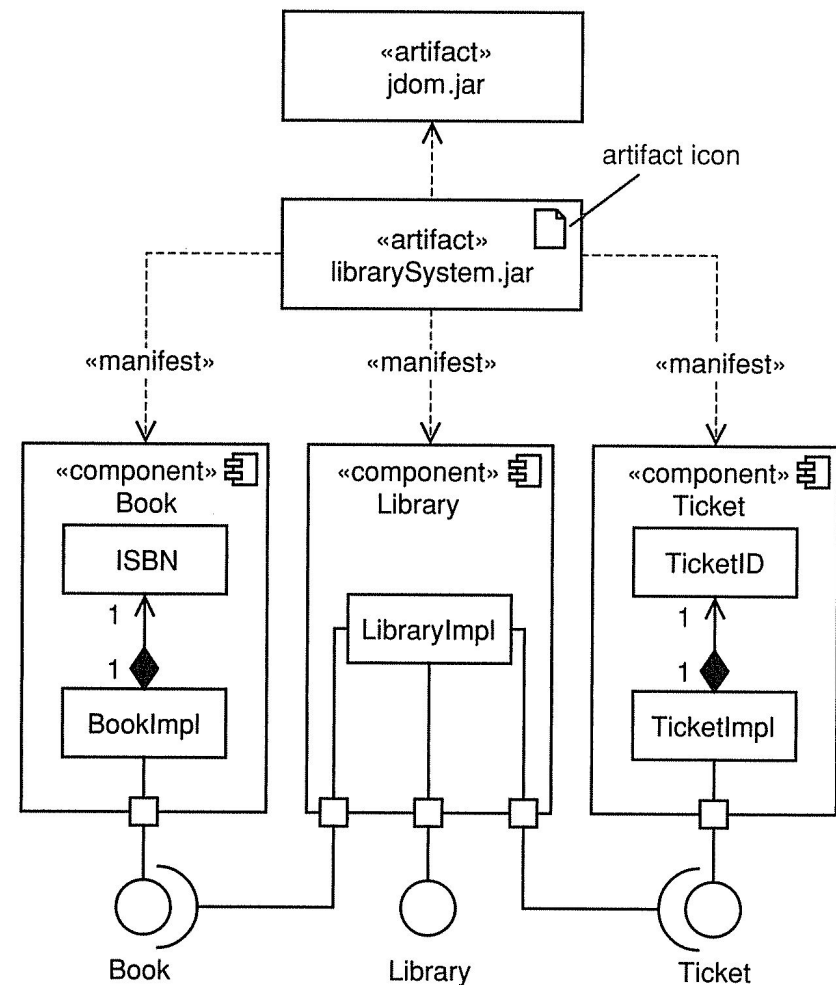 «artifact»
jdom.jar
artifact icon
«artifact»
librarySystem.jar
«manifest»
«manifest»
«manifest»
«component»
Book
ISBN
1
1
BookImpl
«component»
Library
LibraryImpl
«component»
Ticket
TicketID
1
1
TicketImpl
Book
Library
Ticket